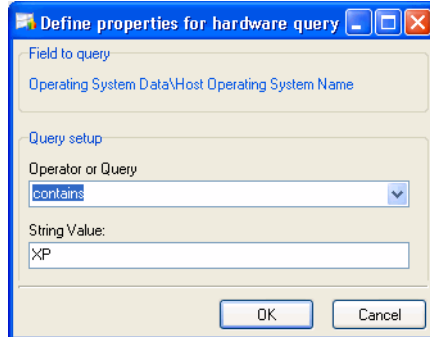 Define properties for hardware query
Field to query
Operating System Data\Host Operating System Name
Query setup
Operator or Query
contains
String Value:
XP
OK
Cancel